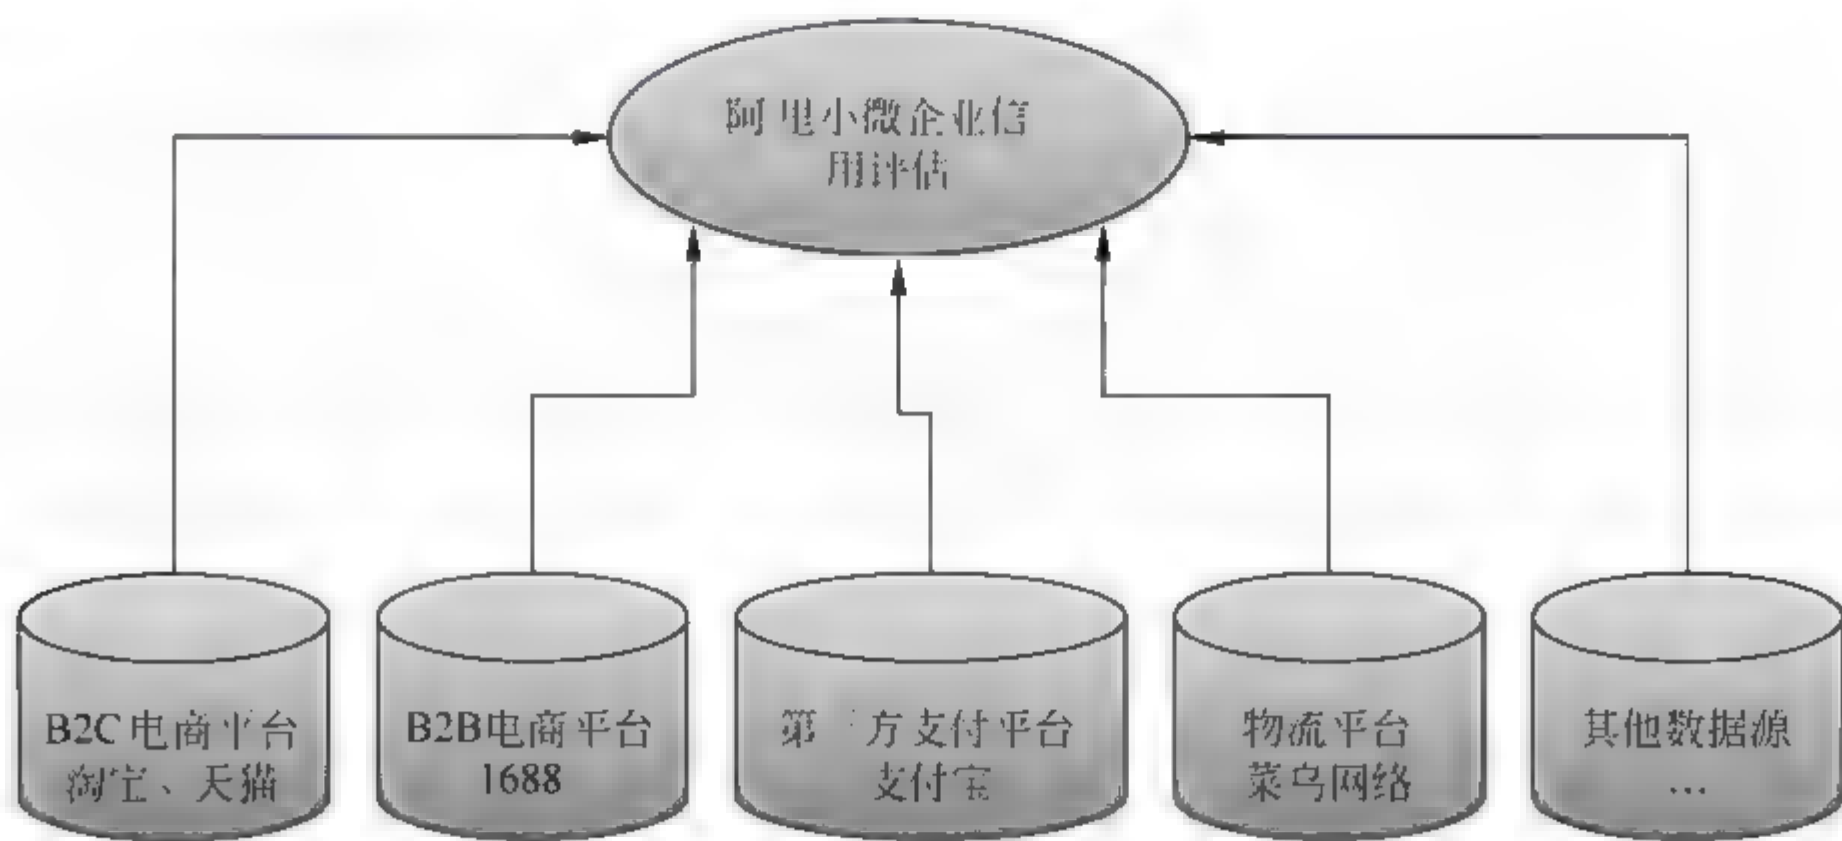 阿里小微企业信
用评估
B2C电商平台
淘宝、天猫
B2B电商平台
1688
第三方支付平台
支付宝
物流平台
菜鸟网络
其他数据源
…